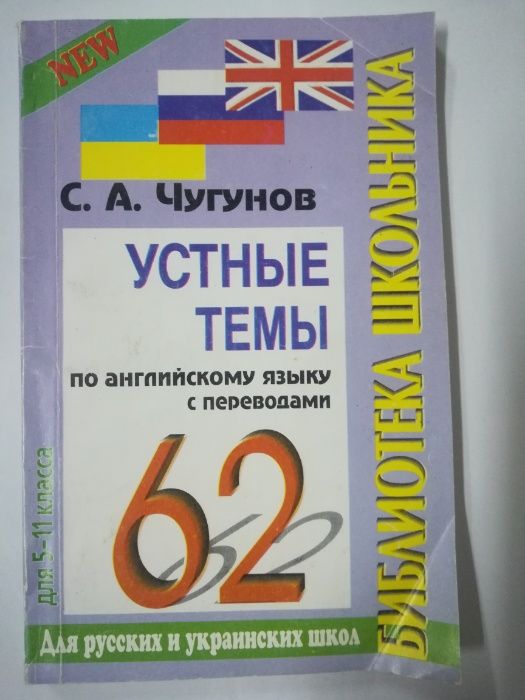 NEW
С. А. Чугунов
УСТНЫЕ
ТЕМЫ
по английскому языку
с переводами
62
для 5-11 класса
Для русских и украинских школ
БИБЛИОТЕКА ШКОЛЬНИКА